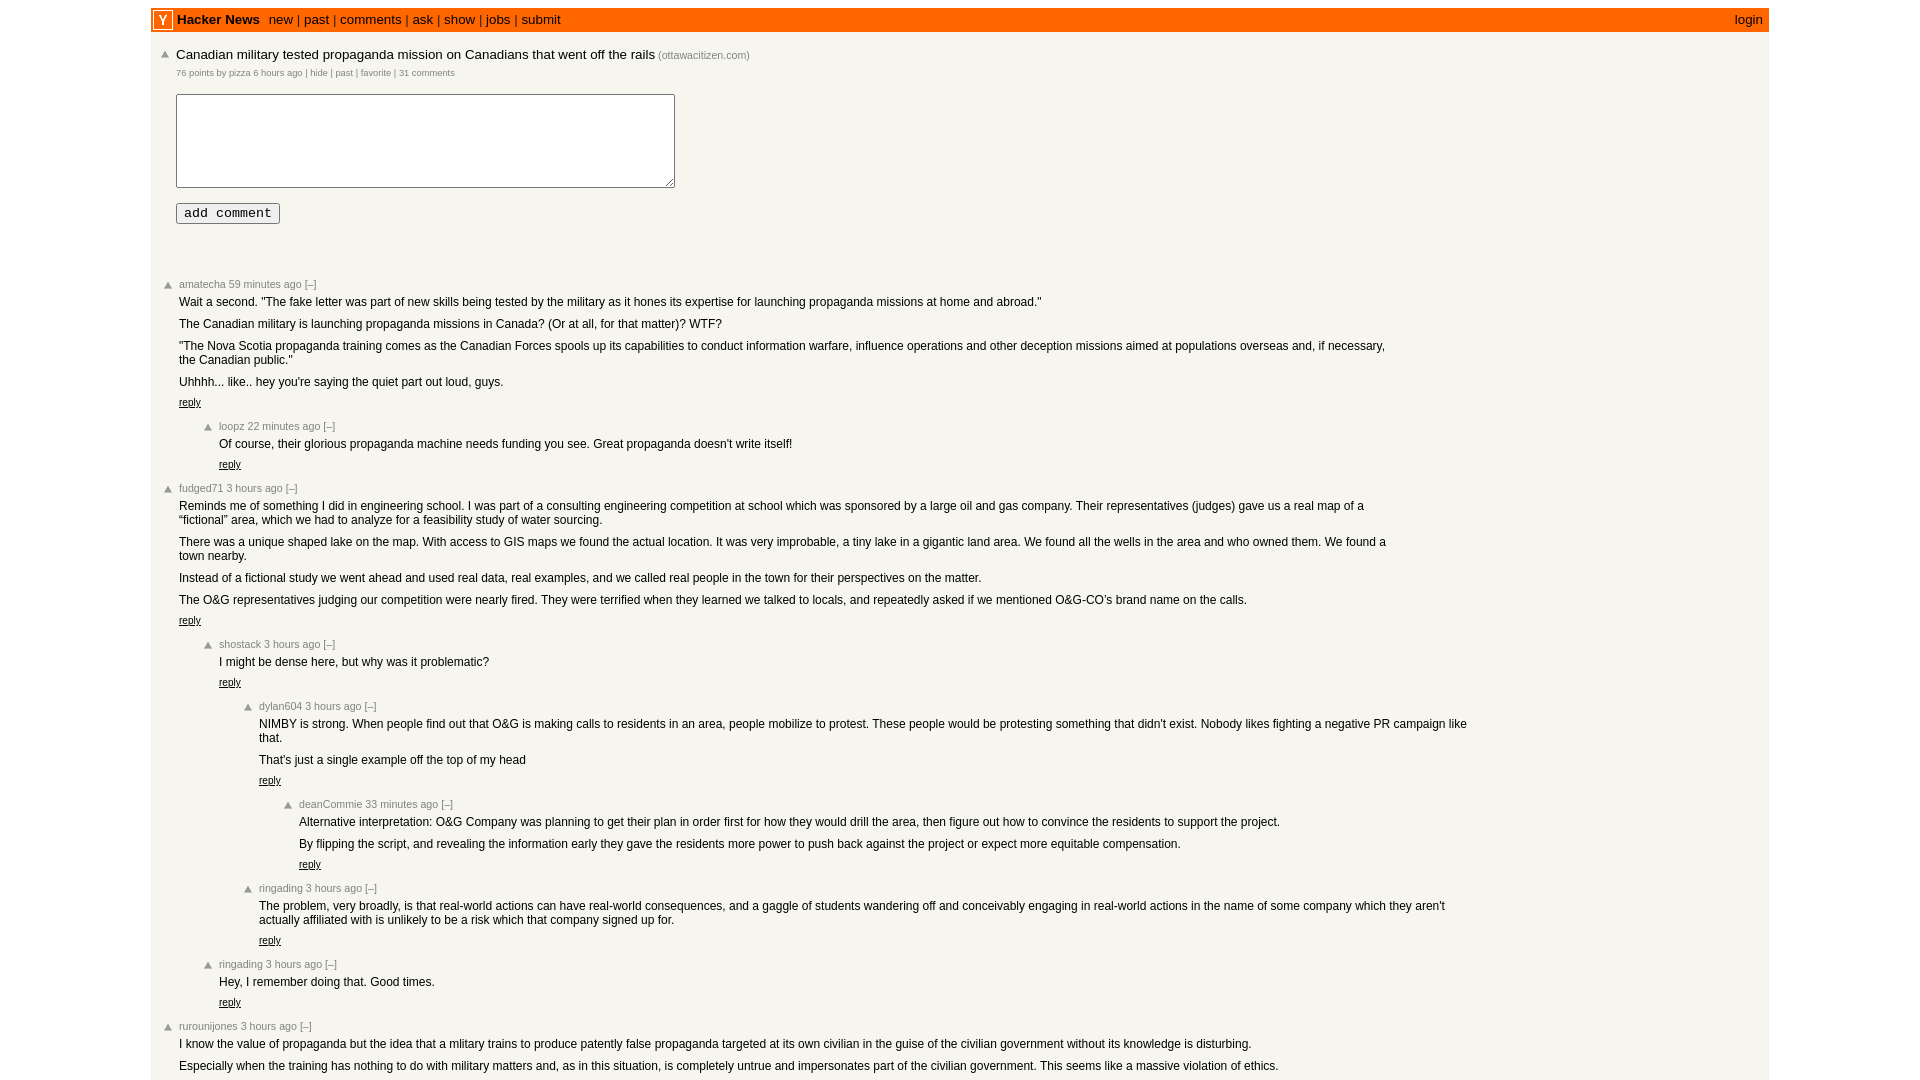 Y Hacker News new | past | comments | ask | show | jobs | submit login
Canadian military tested propaganda mission on Canadians that went off the rails (ottawacitizen.com)
76 points by pizza 6 hours ago | hide | past | favorite | 31 comments
add comment
amatecha 59 minutes ago [–]
Wait a second. "The fake letter was part of new skills being tested by the military as it hones its expertise for launching propaganda missions at home and abroad."
The Canadian military is launching propaganda missions in Canada? (Or at all, for that matter)? WTF?
"The Nova Scotia propaganda training comes as the Canadian Forces spools up its capabilities to conduct information warfare, influence operations and other deception missions aimed at populations overseas and, if necessary,
the Canadian public."
Uhhhh... like.. hey you're saying the quiet part out loud, guys.
reply
loopz 22 minutes ago [–]
Of course, their glorious propaganda machine needs funding you see. Great propaganda doesn't write itself!
reply
fudged71 3 hours ago [–]
Reminds me of something I did in engineering school. I was part of a consulting engineering competition at school which was sponsored by a large oil and gas company. Their representatives (judges) gave us a real map of a
“fictional” area, which we had to analyze for a feasibility study of water sourcing.
There was a unique shaped lake on the map. With access to GIS maps we found the actual location. It was very improbable, a tiny lake in a gigantic land area. We found all the wells in the area and who owned them. We found a
town nearby.
Instead of a fictional study we went ahead and used real data, real examples, and we called real people in the town for their perspectives on the matter.
The O&G representatives judging our competition were nearly fired. They were terrified when they learned we talked to locals, and repeatedly asked if we mentioned O&G-CO’s brand name on the calls.
reply
shostack 3 hours ago [–]
I might be dense here, but why was it problematic?
reply
dylan604 3 hours ago [–]
NIMBY is strong. When people find out that O&G is making calls to residents in an area, people mobilize to protest. These people would be protesting something that didn't exist. Nobody likes fighting a negative PR campaign like
that.
That's just a single example off the top of my head
reply
deanCommie 33 minutes ago [–]
Alternative interpretation: O&G Company was planning to get their plan in order first for how they would drill the area, then figure out how to convince the residents to support the project.
By flipping the script, and revealing the information early they gave the residents more power to push back against the project or expect more equitable compensation.
reply
ringading 3 hours ago [–]
The problem, very broadly, is that real-world actions can have real-world consequences, and a gaggle of students wandering off and conceivably engaging in real-world actions in the name of some company which they aren't
actually affiliated with is unlikely to be a risk which that company signed up for.
reply
ringading 3 hours ago [–]
Hey, I remember doing that. Good times.
reply
rurounijones 3 hours ago [–]
I know the value of propaganda but the idea that a mlitary trains to produce patently false propaganda targeted at its own civilian in the guise of the civilian government without its knowledge is disturbing.
Especially when the training has nothing to do with military matters and, as in this situation, is completely untrue and impersonates part of the civilian government. This seems like a massive violation of ethics.